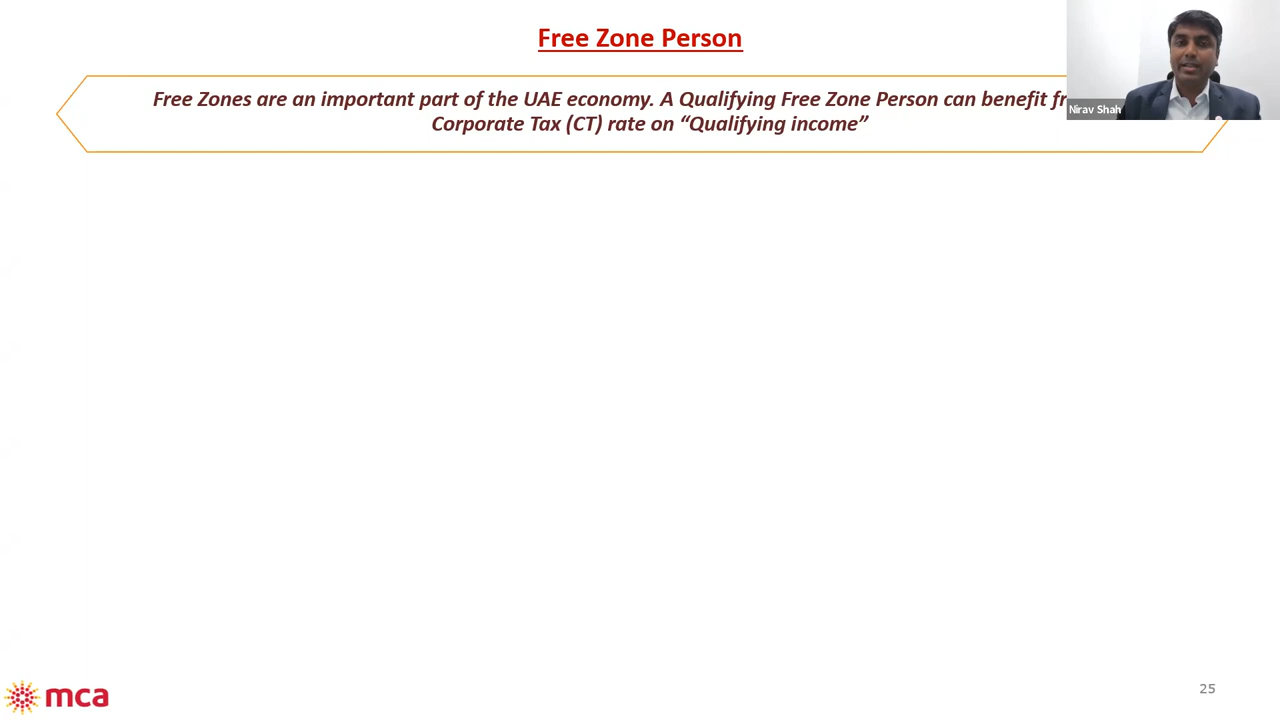 Free Zone Person
Free Zones are an important part of the UAE economy. A Qualifying Free Zone Person can benefit
Corporate Tax (CT) rate on “Qualifying income”
Nirav Shah
mca
25